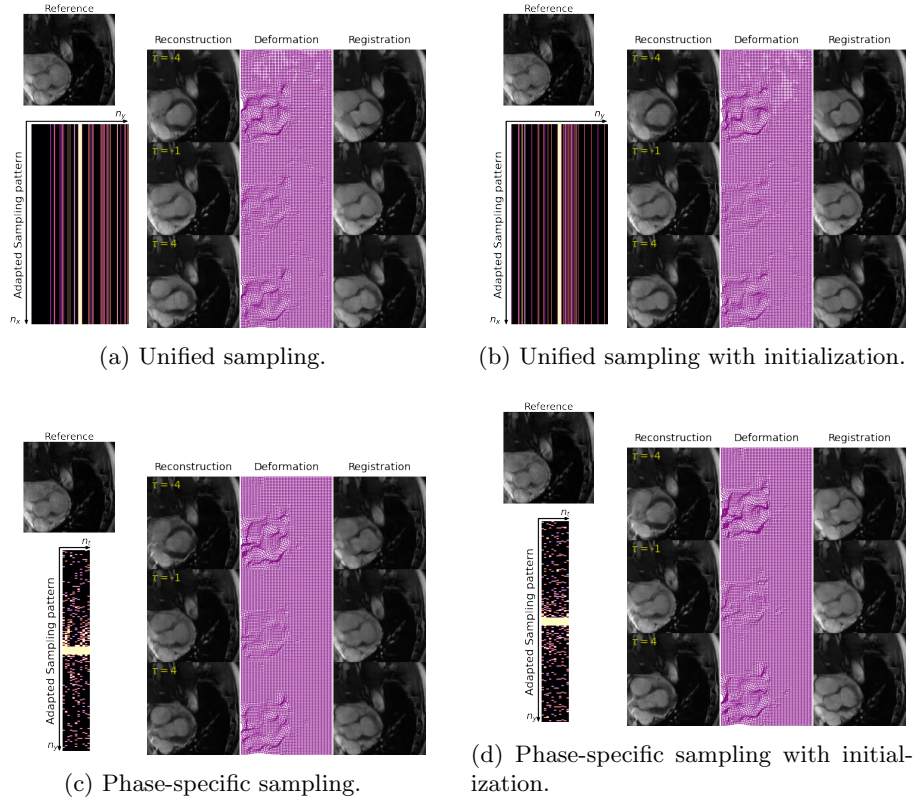 Reference
Reconstruction Deformation Registration
τ = -4
n_y
τ = -1
Adapted Sampling pattern
τ = 4
n_x
(a) Unified sampling.
Reference
Reconstruction Deformation Registration
τ = -4
n_y
τ = -1
Adapted Sampling pattern
τ = 4
n_x
(b) Unified sampling with initialization.
Reference
Reconstruction Deformation Registration
τ = -4
n_t
τ = -1
Adapted Sampling pattern
τ = 4
n_y
(c) Phase-specific sampling.
Reference
Reconstruction Deformation Registration
τ = -4
n_t
τ = -1
Adapted Sampling pattern
τ = 4
n_y
(d) Phase-specific sampling with initial-
ization.